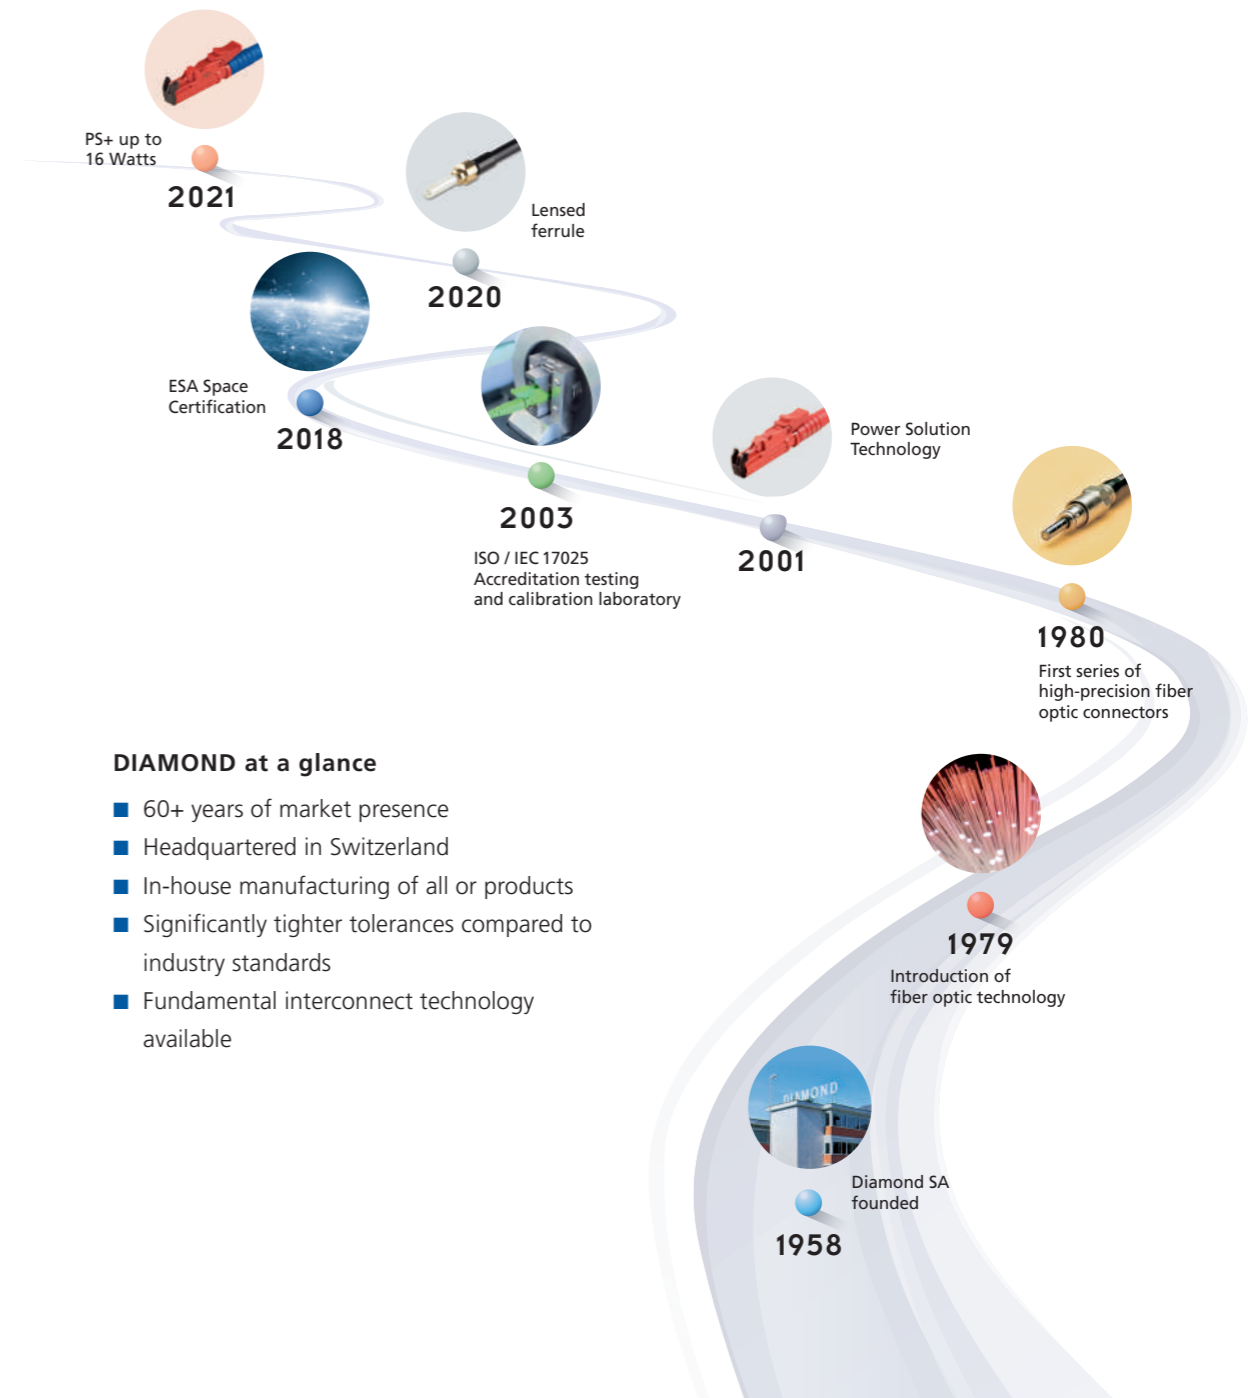 PS+ up to
16 Watts
2021
Lensed
ferrule
2020
ESA Space
Certification
2018
2003
ISO / IEC 17025
Accreditation testing
and calibration laboratory
Power Solution
Technology
2001
1980
First series of
high-precision fiber
optic connectors
DIAMOND at a glance
■ 60+ years of market presence
■ Headquartered in Switzerland
■ In-house manufacturing of all or products
■ Significantly tighter tolerances compared to
industry standards
■ Fundamental interconnect technology
available
1979
Introduction of
fiber optic technology
DIAMOND
Diamond SA
founded
1958